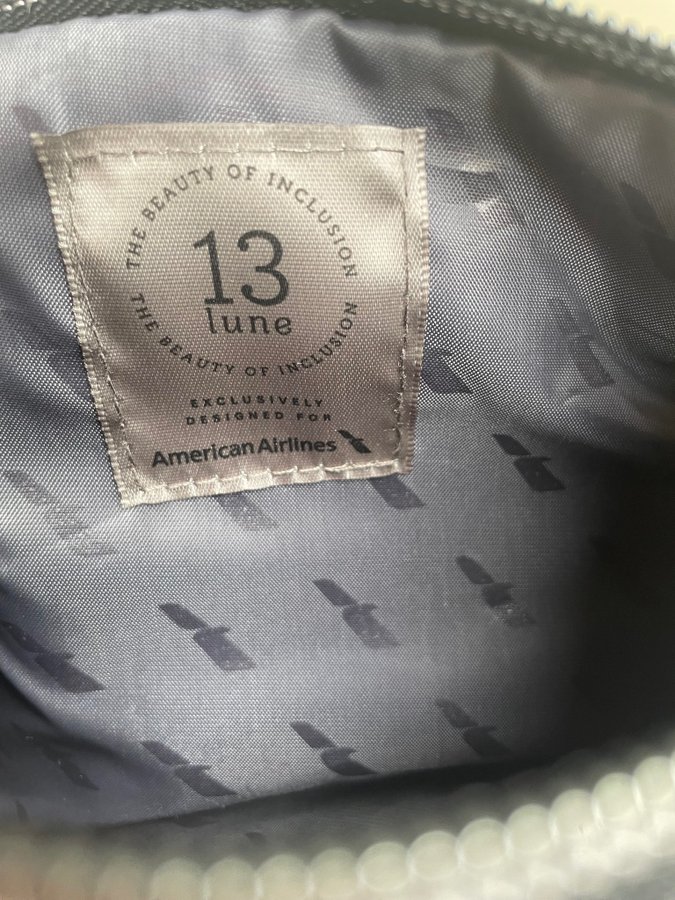 THE BEAUTY OF INCLUSION
13
lune
THE BEAUTY OF INCLUSION
EXCLUSIVELY
DESIGNED FOR
American Airlines